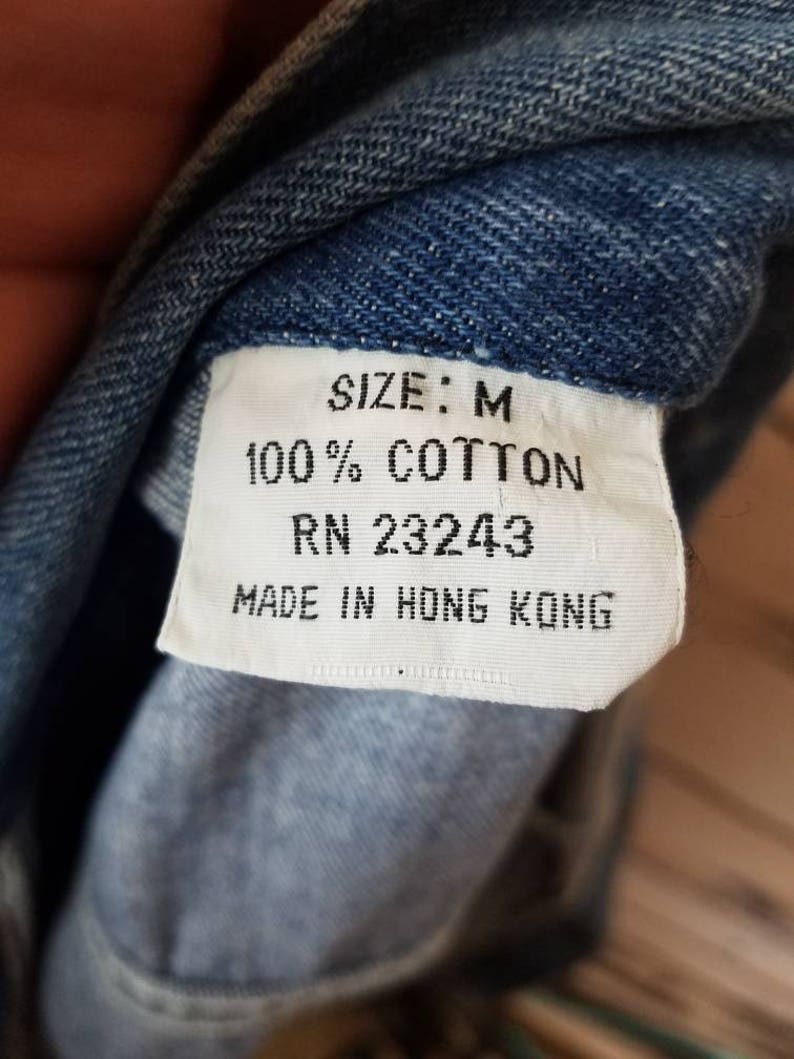 SIZE: M
100% COTTON
RN 23243
MADE IN HONG KONG